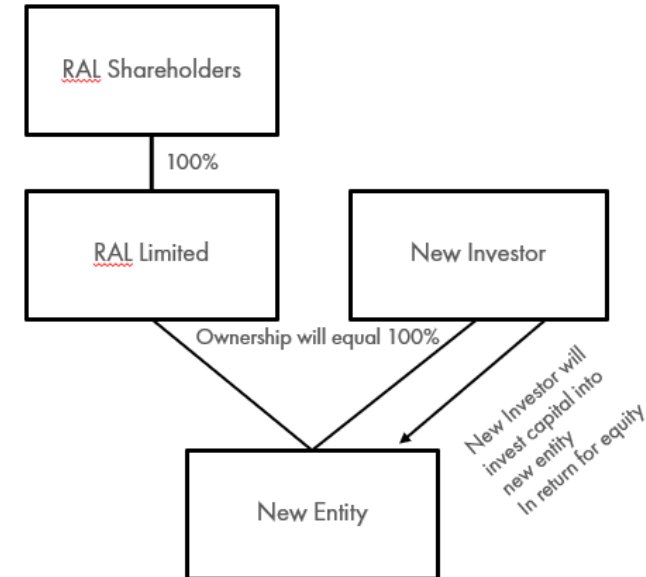 RAL Shareholders
100%
RAL Limited
New Investor
Ownership will equal 100%
New Investor will
invest capital into
new entity
In return for equity
New Entity